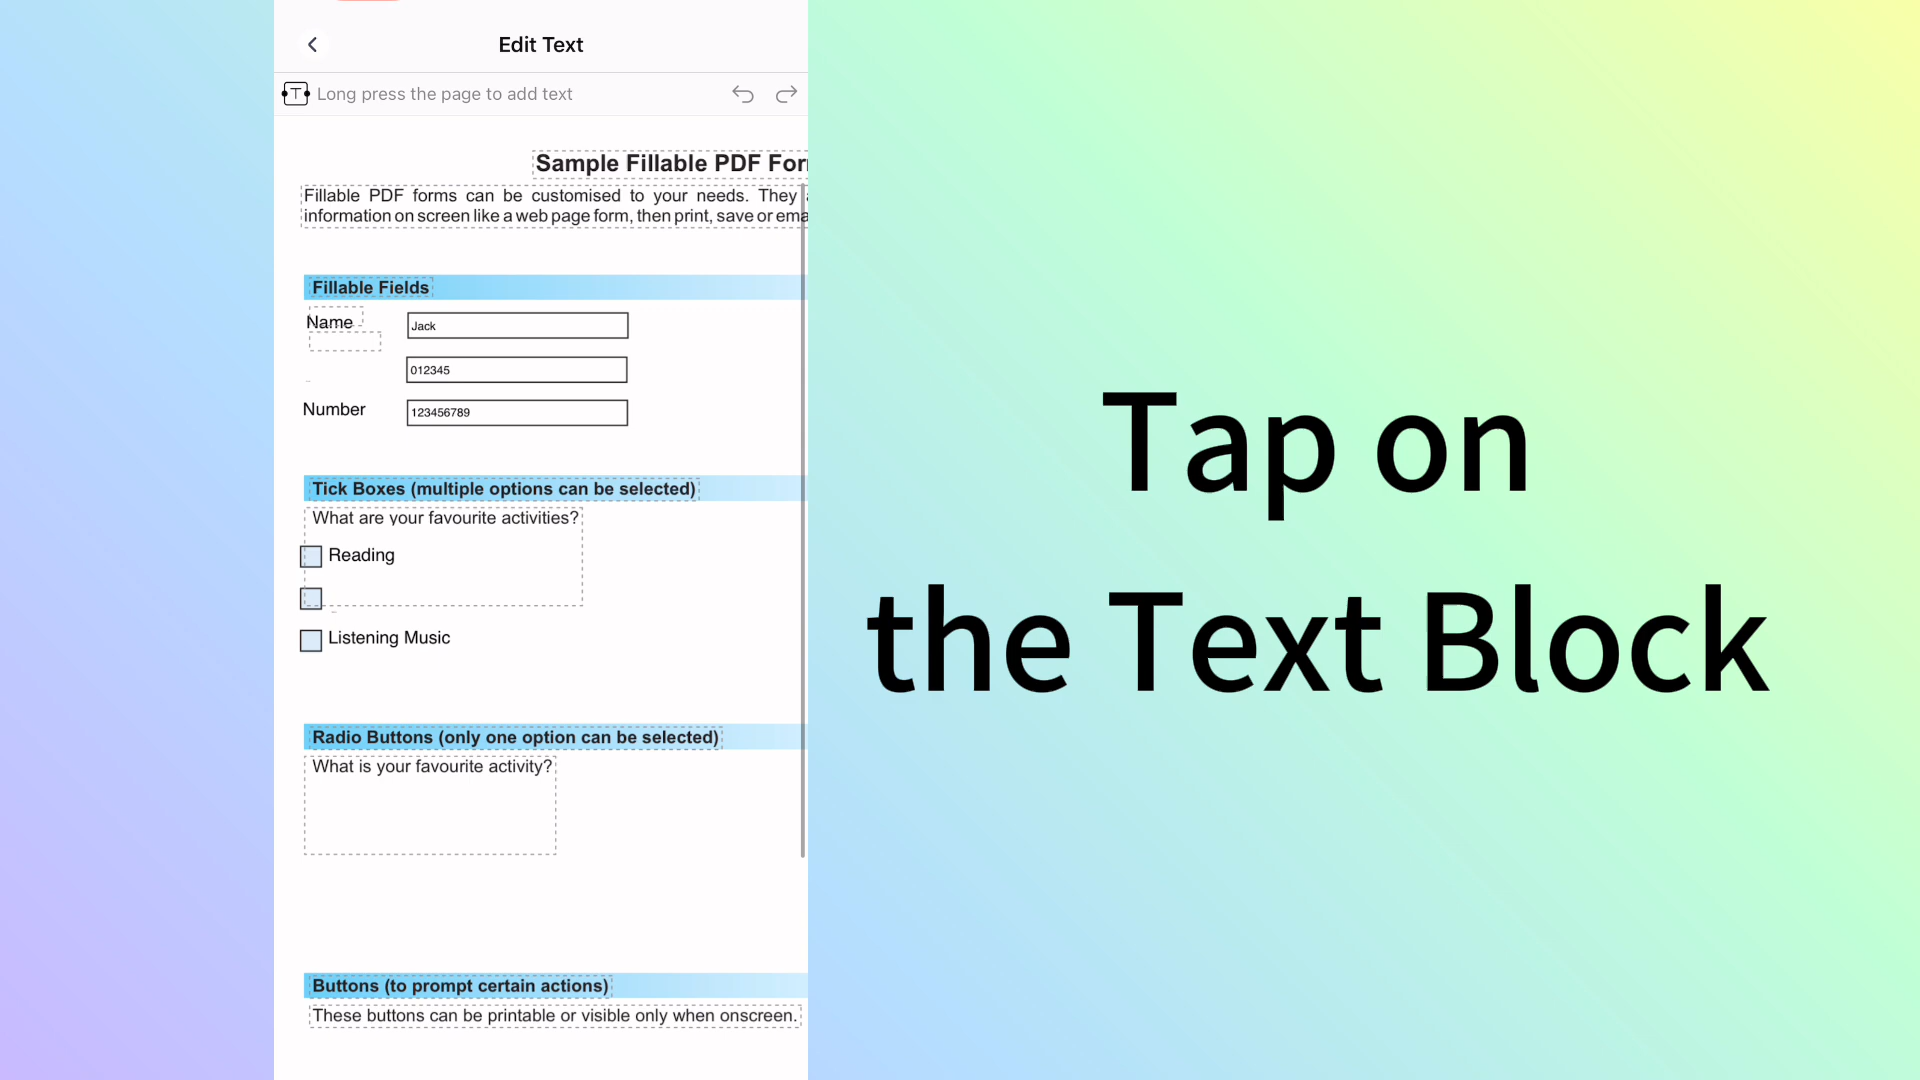 Edit Text
T Long press the page to add text
Sample Fillable PDF For
Fillable PDF forms can be customised to your needs. They
information on screen like a web page form, then print, save or ema
Fillable Fields
Name
Jack
012345
Number
123456789
Tick Boxes (multiple options can be selected)
What are your favourite activities?
Reading
Listening Music
Radio Buttons (only one option can be selected)
What is your favourite activity?
Buttons (to prompt certain actions)
These buttons can be printable or visible only when onscreen.
Tap on
the Text Block